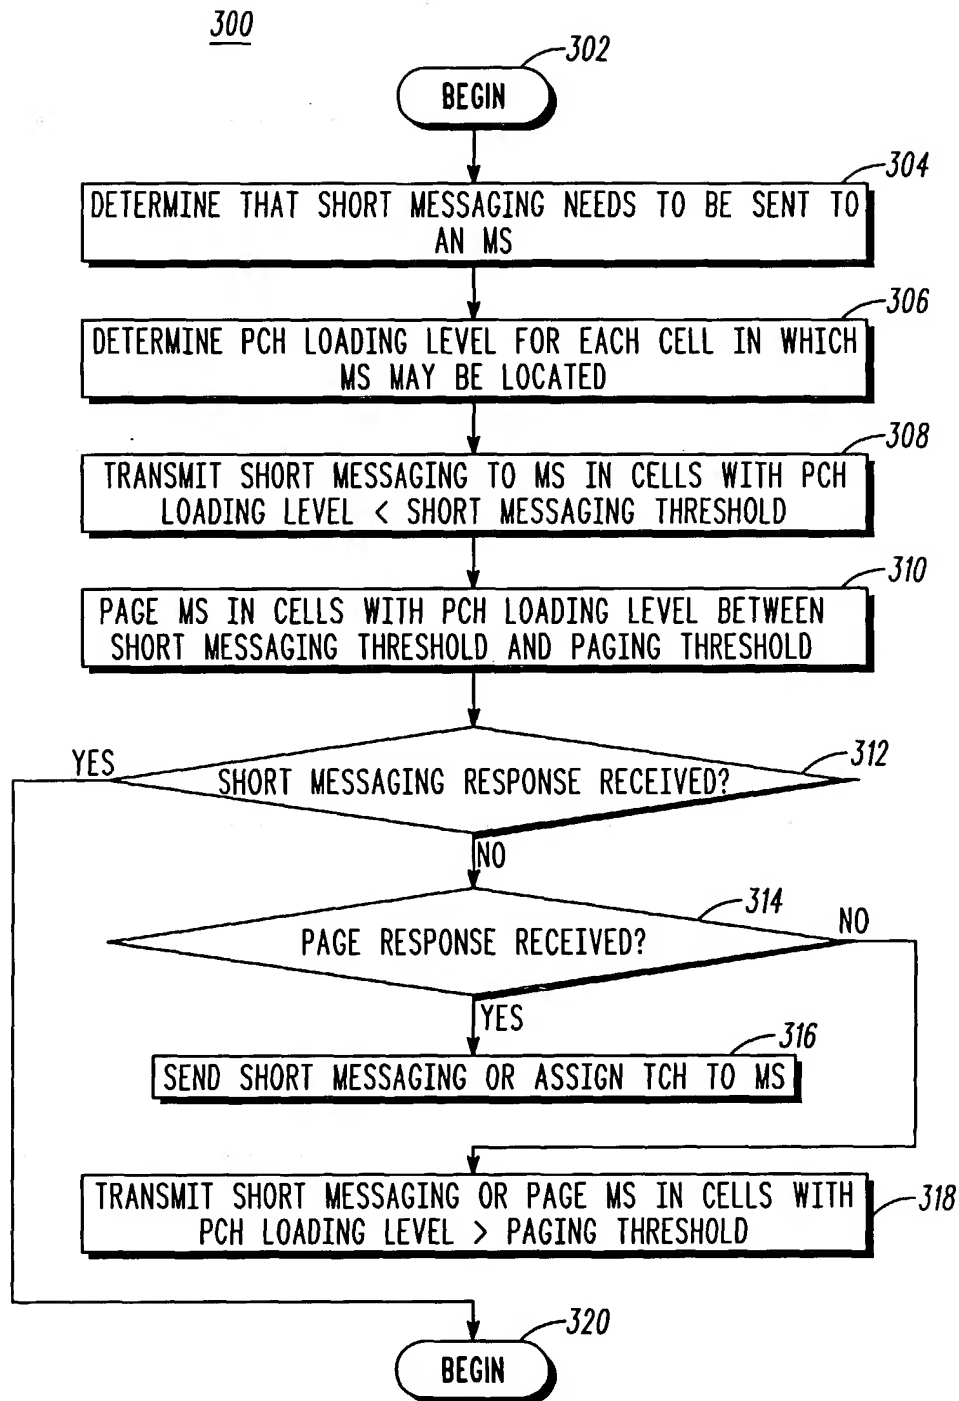 300
302
BEGIN
304
DETERMINE THAT SHORT MESSAGING NEEDS TO BE SENT TO
AN MS
306
DETERMINE PCH LOADING LEVEL FOR EACH CELL IN WHICH
MS MAY BE LOCATED
308
TRANSMIT SHORT MESSAGING TO MS IN CELLS WITH PCH
LOADING LEVEL < SHORT MESSAGING THRESHOLD
310
PAGE MS IN CELLS WITH PCH LOADING LEVEL BETWEEN
SHORT MESSAGING THRESHOLD AND PAGING THRESHOLD
YES
312
SHORT MESSAGING RESPONSE RECEIVED?
NO
314
NO
PAGE RESPONSE RECEIVED?
YES
316
SEND SHORT MESSAGING OR ASSIGN TCH TO MS
TRANSMIT SHORT MESSAGING OR PAGE MS IN CELLS WITH
PCH LOADING LEVEL > PAGING THRESHOLD
318
320
BEGIN